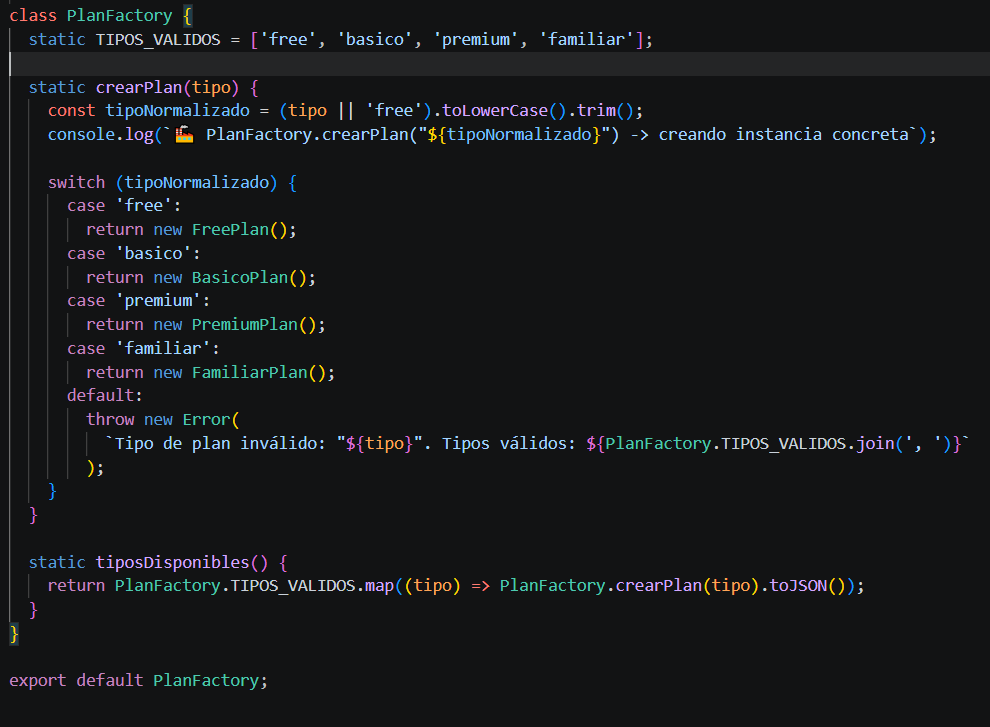 class PlanFactory {
  static TIPOS_VALIDOS = ['free', 'basico', 'premium', 'familiar'];
  static crearPlan(tipo) {
    const tipoNormalizado = (tipo || 'free').toLowerCase().trim();
    console.log(`🏭 PlanFactory.crearPlan("${tipoNormalizado}") -> creando instancia concreta`);
    switch (tipoNormalizado) {
      case 'free':
        return new FreePlan();
      case 'basico':
        return new BasicoPlan();
      case 'premium':
        return new PremiumPlan();
      case 'familiar':
        return new FamiliarPlan();
      default:
        throw new Error(
          `Tipo de plan inválido: "${tipo}". Tipos válidos: ${PlanFactory.TIPOS_VALIDOS.join(', ')}`
        );
    }
  }
  static tiposDisponibles() {
    return PlanFactory.TIPOS_VALIDOS.map((tipo) => PlanFactory.crearPlan(tipo).toJSON());
  }
}
export default PlanFactory;